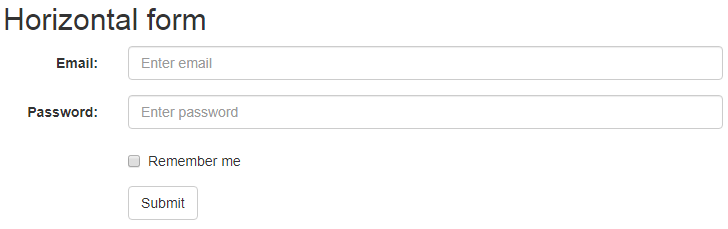 Horizontal form
Email: Enter email
Password: Enter password
Remember me
Submit